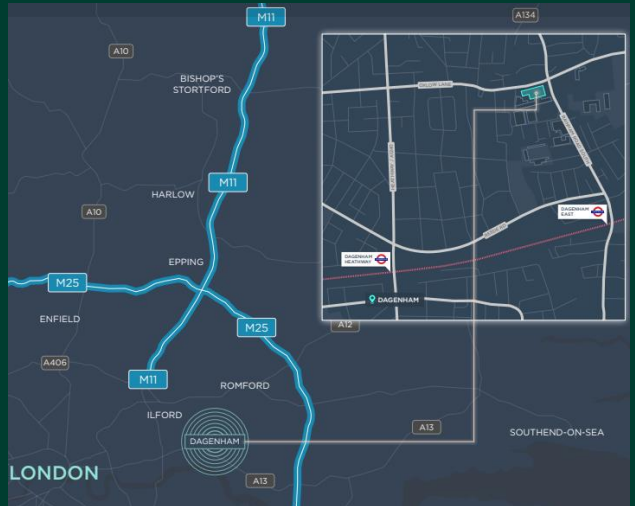 M11
A134
A10
BISHOP'S
STORTFORD
M11
HARLOW
A10
EPPING
M25
M25
ENFIELD
A12
A406
M11
ROMFORD
ILFORD
DAGENHAM
A13
SOUTHEND-ON-SEA
LONDON
A13
OXLOW LANE
DAGENHAM
EAST
DAGENHAM
HEATHWAY
DAGENHAM